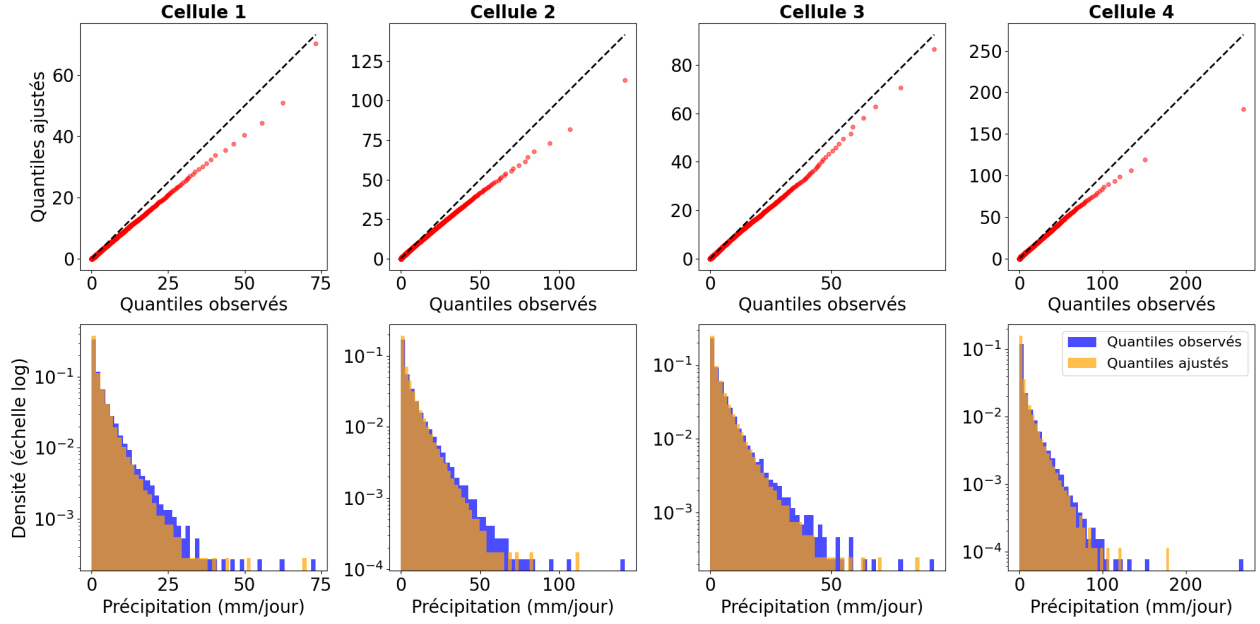 Cellule 1
Cellule 2
Cellule 3
Cellule 4
Quantiles ajustés
60
40
20
0
125
100
75
50
25
0
80
60
40
20
0
250
200
150
100
50
0
0 25 50 75
0 50 100
0 50
0 100 200
Quantiles observés
Quantiles observés
Quantiles observés
Quantiles observés
Densité (échelle log)
10⁻¹
10⁻²
10⁻³
10⁻¹
10⁻²
10⁻³
10⁻⁴
10⁻¹
10⁻²
10⁻³
10⁻¹
10⁻²
10⁻³
10⁻⁴
Quantiles observés
Quantiles ajustés
0 25 50 75
0 50 100
0 50
0 100 200
Précipitation (mm/jour)
Précipitation (mm/jour)
Précipitation (mm/jour)
Précipitation (mm/jour)